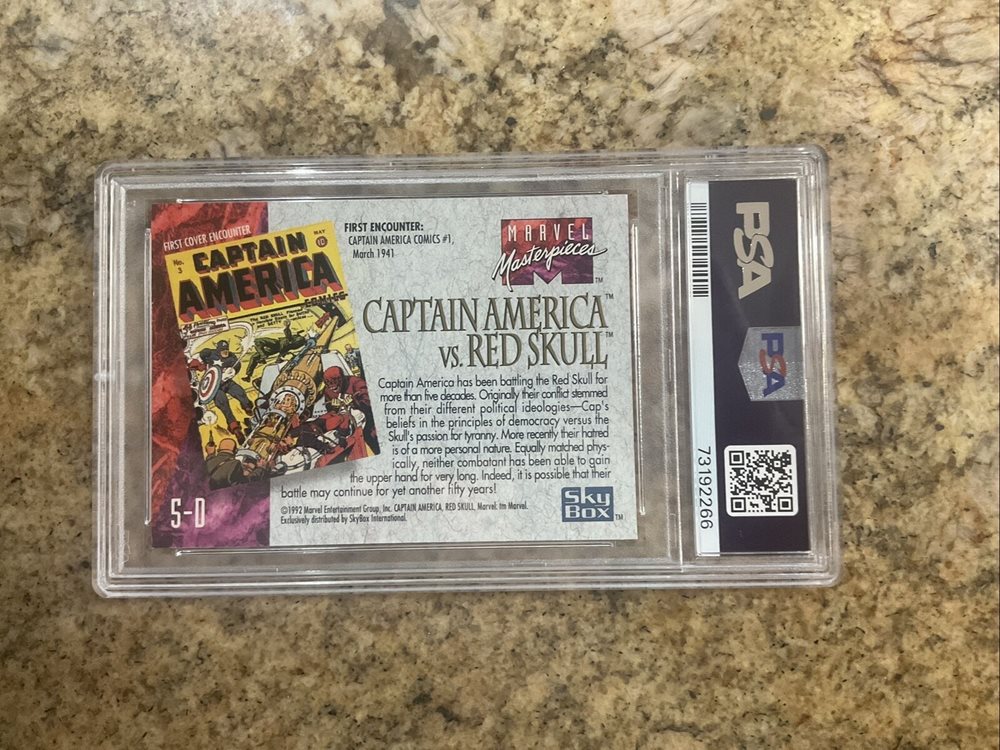 FIRST COVER ENCOUNTER
No. 3
MAY
10¢
CAPTAIN
AMERICA
COMICS
FIRST ENCOUNTER:
CAPTAIN AMERICA COMICS #1,
March 1941
MARVEL
Masterpieces
TM
CAPTAIN AMERICA™
VS. RED SKULL™
Captain America has been battling the Red Skull for
more than five decades. Originally their conflict stemmed
from their different political ideologies—Cap's
beliefs in the principles of democracy versus the
Skull's passion for tyranny. More recently their hatred
is of a more personal nature. Equally matched phys-
ically, neither combatant has been able to gain
the upper hand for very long. Indeed, it is possible that their
battle may continue for yet another fifty years!
©1992 Marvel Entertainment Group, Inc. CAPTAIN AMERICA, RED SKULL, Marvel, tm Marvel.
Exclusively distributed by SkyBox International.
Sky
Box
TM
S-D
PSA
PSA
73192266